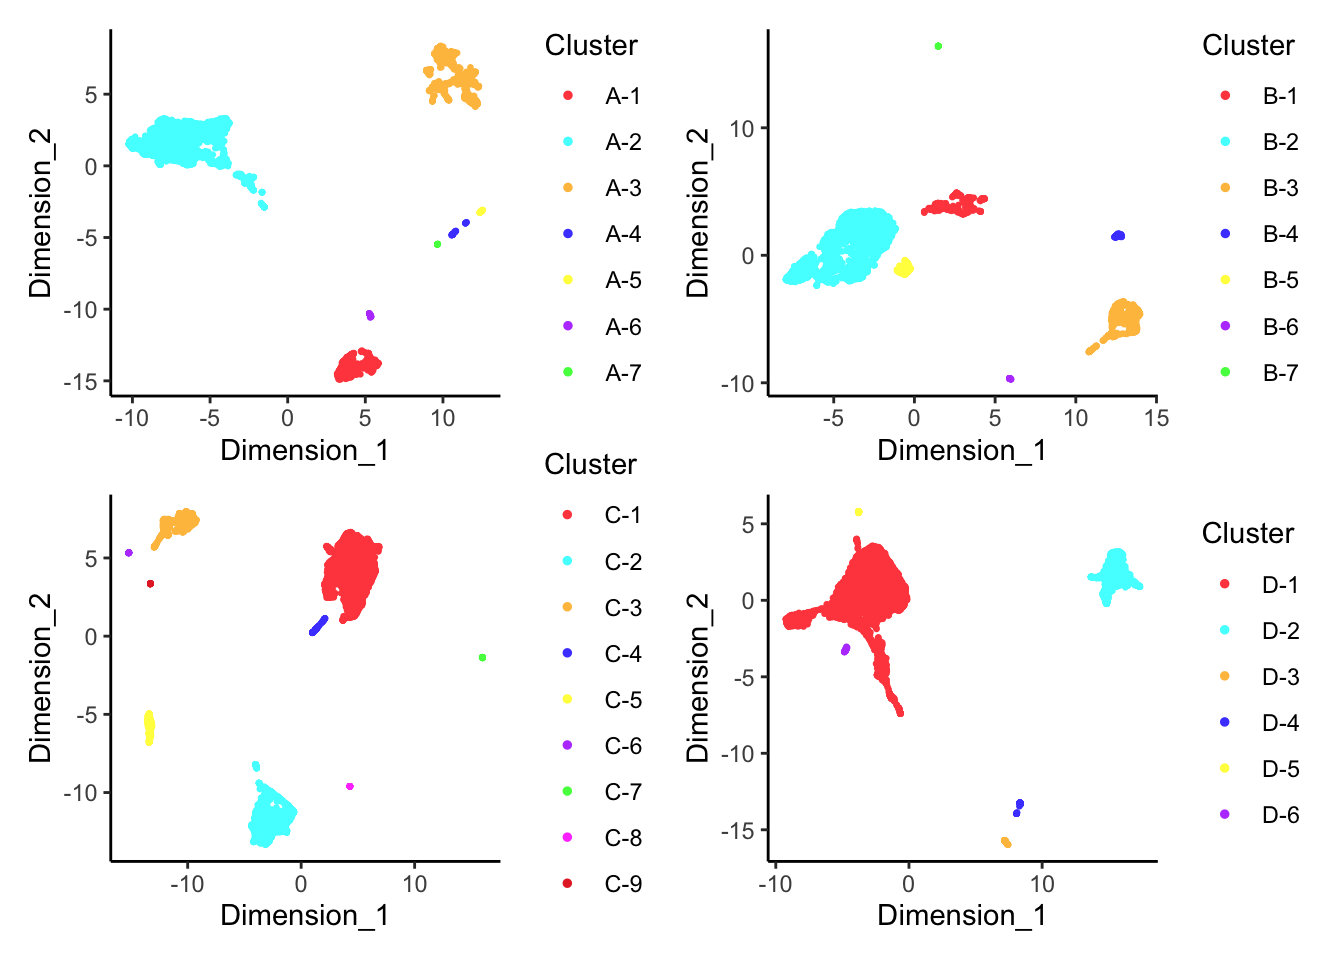 Cluster
A-1
A-2
A-3
A-4
A-5
A-6
A-7
Dimension_2
5
0
-5
-10
-15
-10 -5 0 5 10
Dimension_1
Cluster
B-1
B-2
B-3
B-4
B-5
B-6
B-7
Dimension_2
10
0
-10
-5 0 5 10 15
Dimension_1
Cluster
C-1
C-2
C-3
C-4
C-5
C-6
C-7
C-8
C-9
Dimension_2
5
0
-5
-10
-10 0 10
Dimension_1
Cluster
D-1
D-2
D-3
D-4
D-5
D-6
Dimension_2
5
0
-5
-10
-15
-10 0 10
Dimension_1